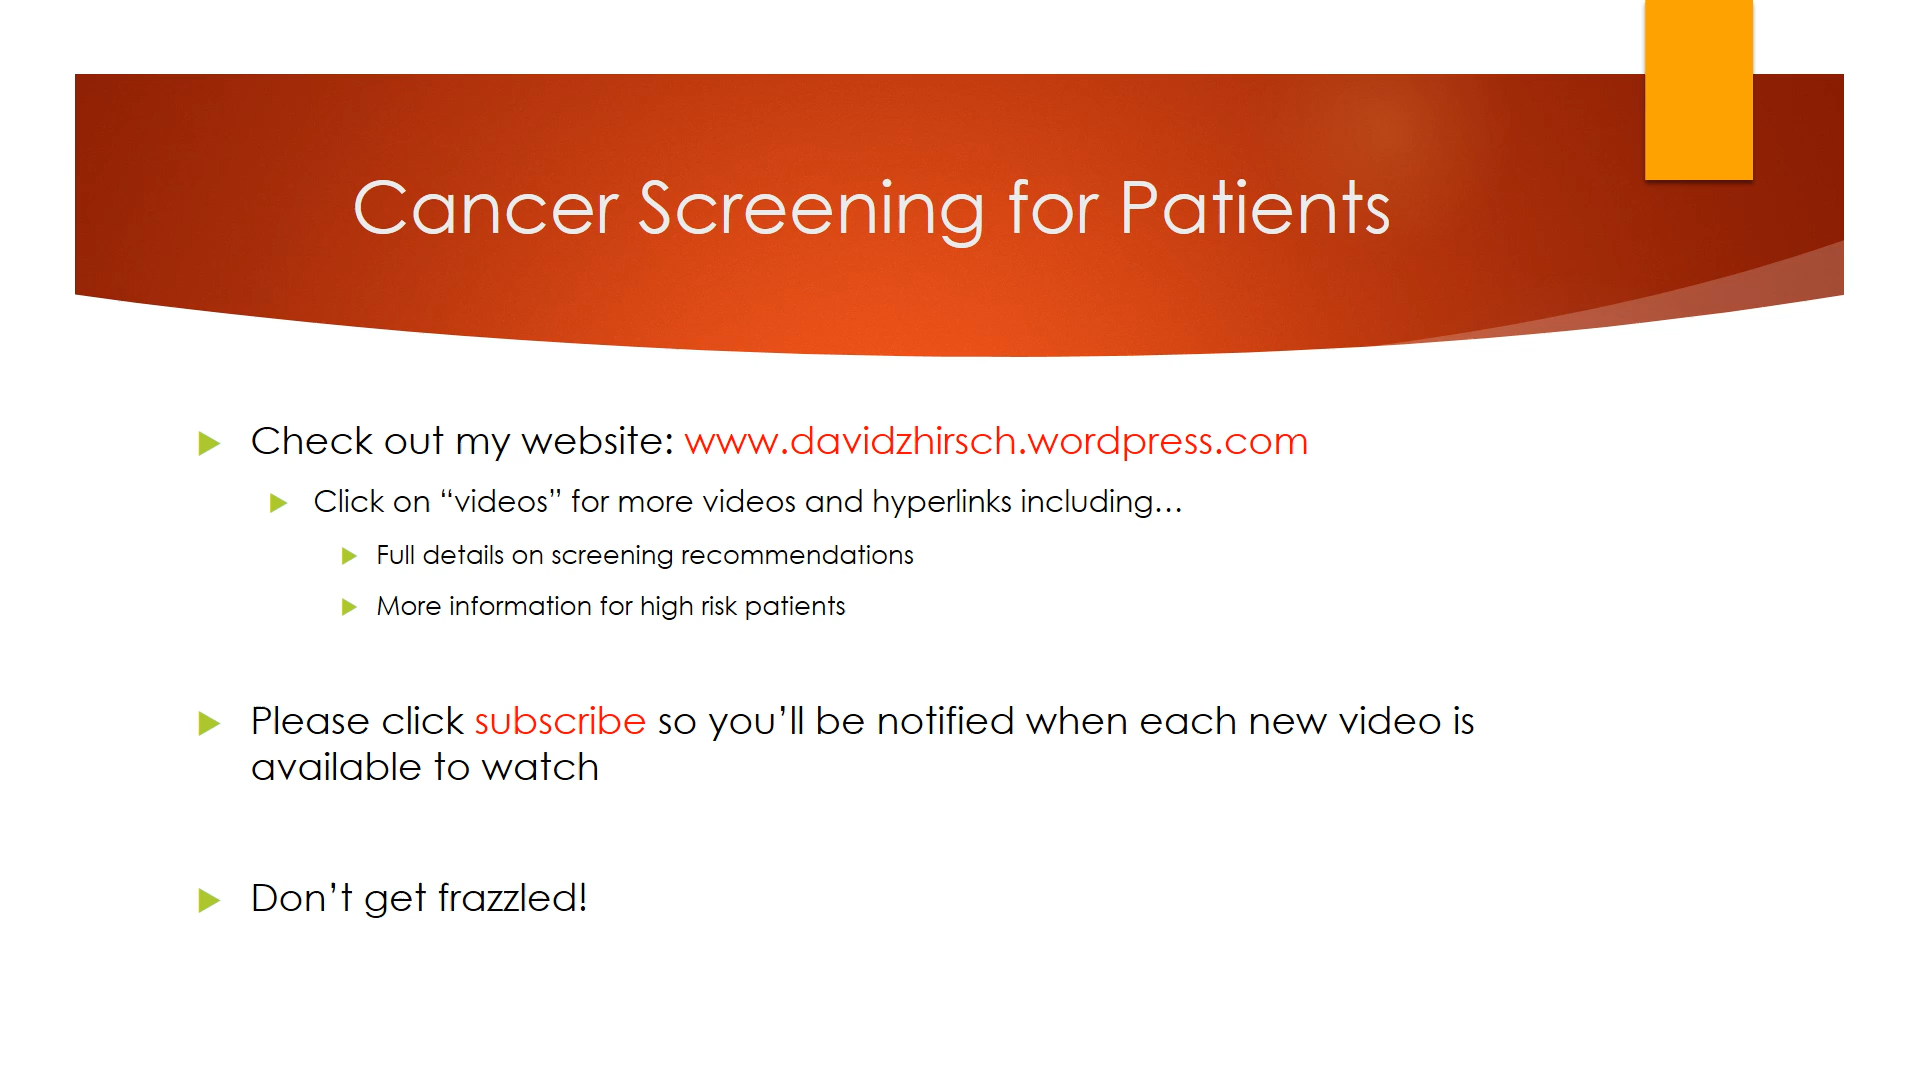 Cancer Screening for Patients
Check out my website: www.davidzhirsch.wordpress.com
Click on “videos” for more videos and hyperlinks including…
Full details on screening recommendations
More information for high risk patients
Please click subscribe so you’ll be notified when each new video is
available to watch
Don’t get frazzled!